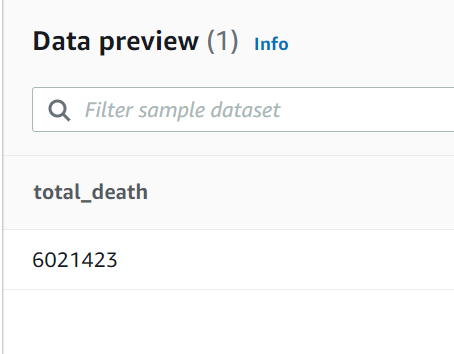 Data preview (1) Info
Filter sample dataset
total_death
6021423